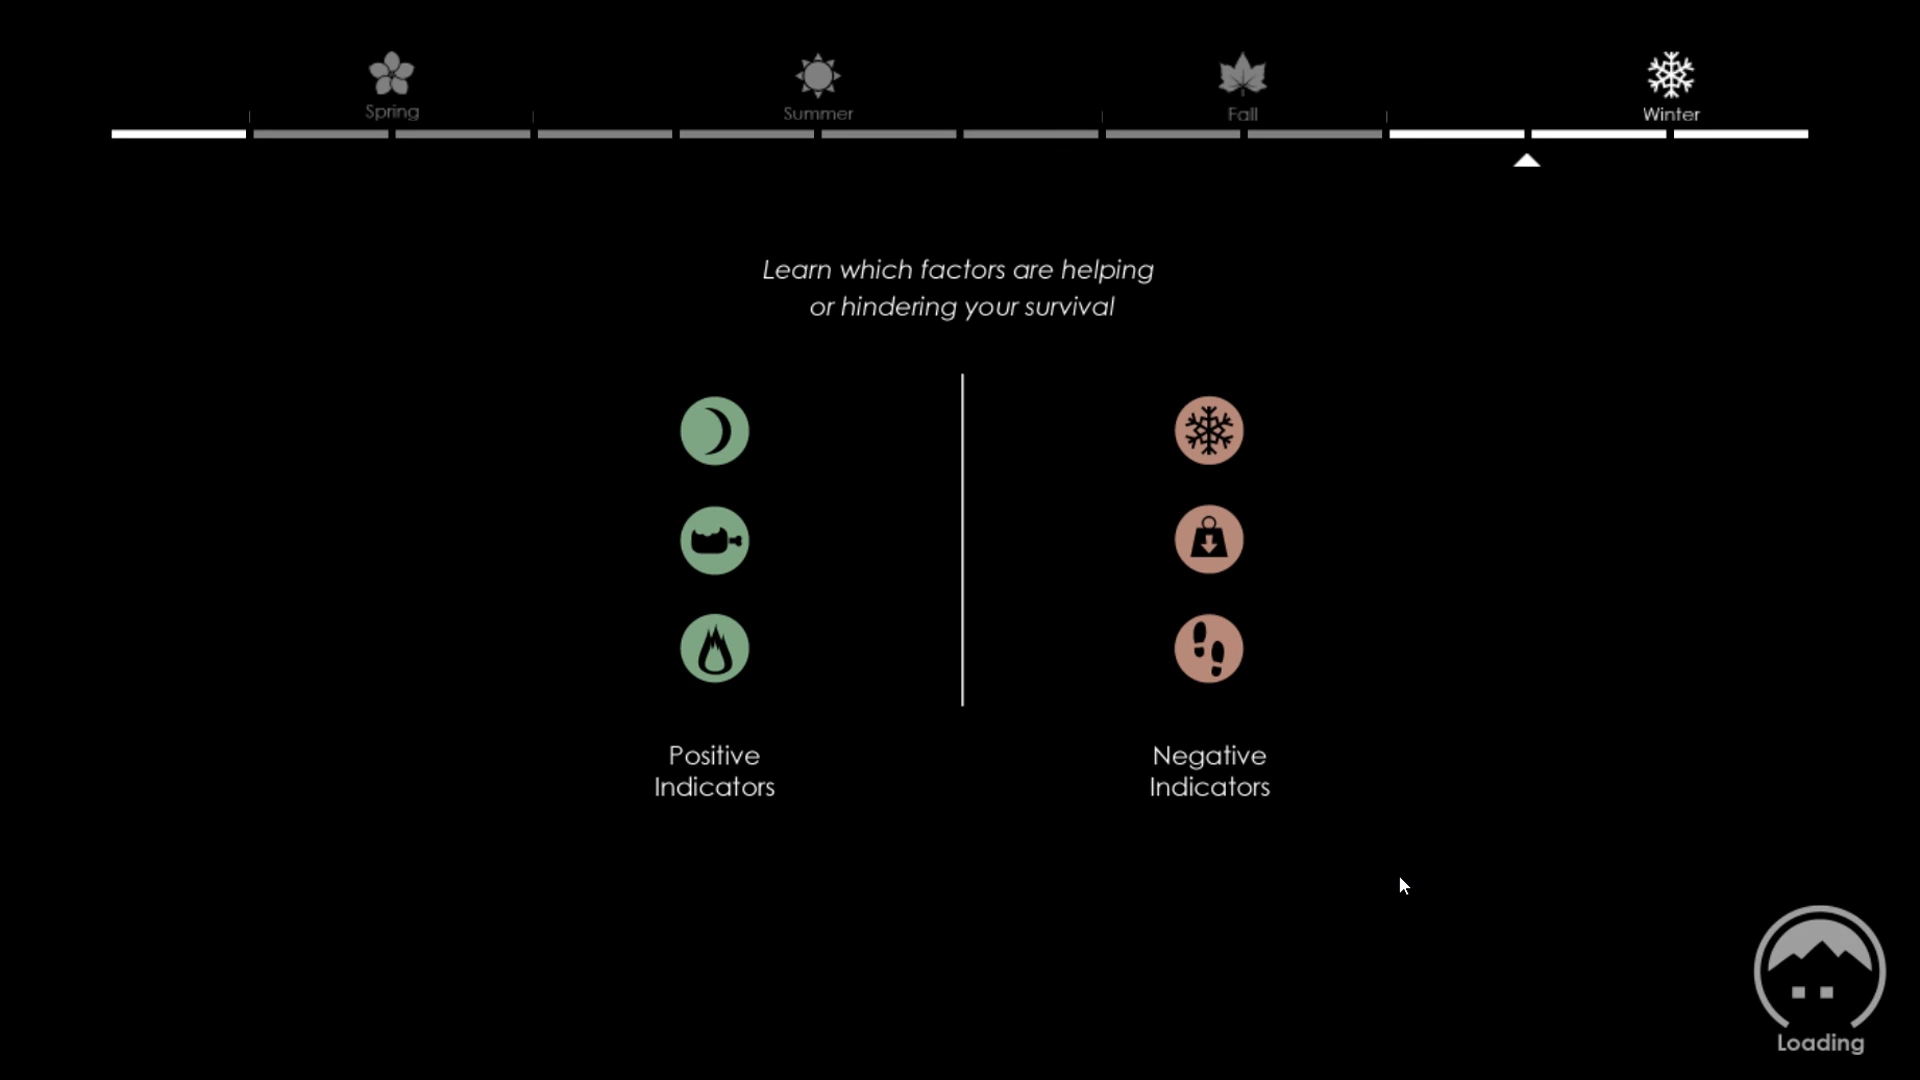 Spring
Summer
Fall
Winter
Learn which factors are helping
or hindering your survival
Positive
Indicators
Negative
Indicators
Loading